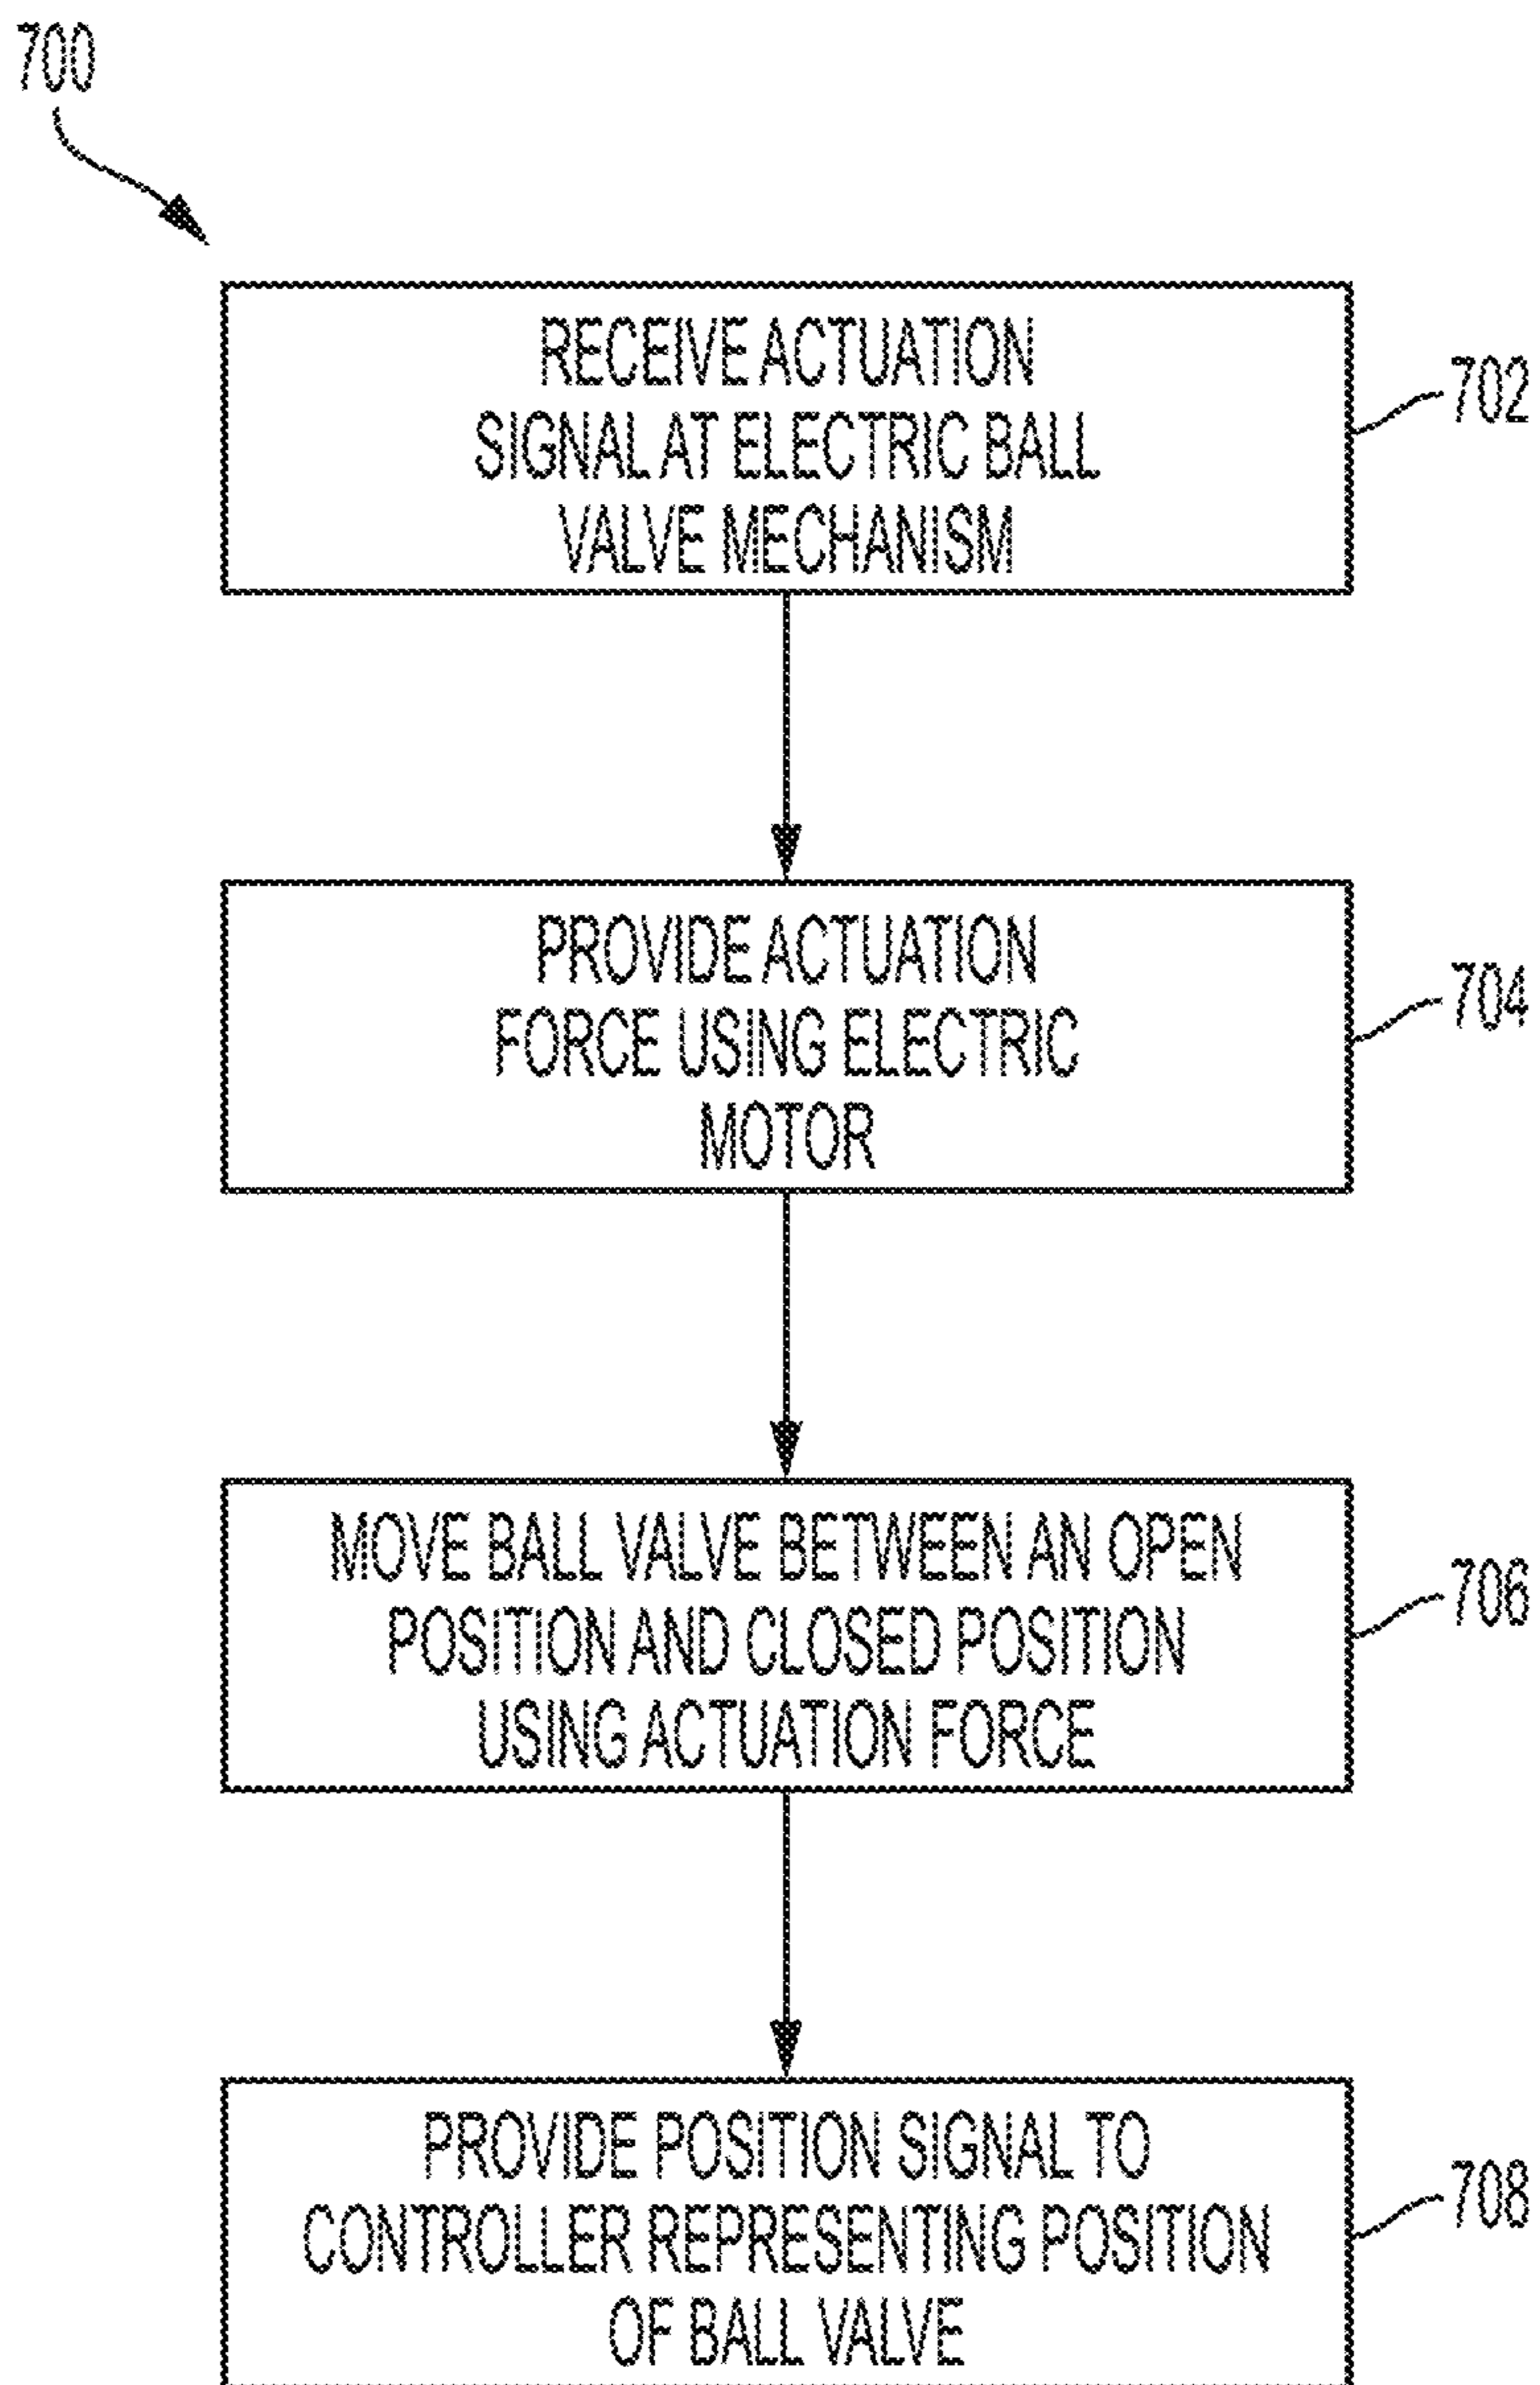 700
RECEIVE ACTUATION
SIGNAL AT ELECTRIC BALL
VALVE MECHANISM
702
PROVIDE ACTUATION
FORCE USING ELECTRIC
MOTOR
704
MOVE BALL VALVE BETWEEN AN OPEN
POSITION AND CLOSED POSITION
USING ACTUATION FORCE
706
PROVIDE POSITION SIGNAL TO
CONTROLLER REPRESENTING POSITION
OF BALL VALVE
708